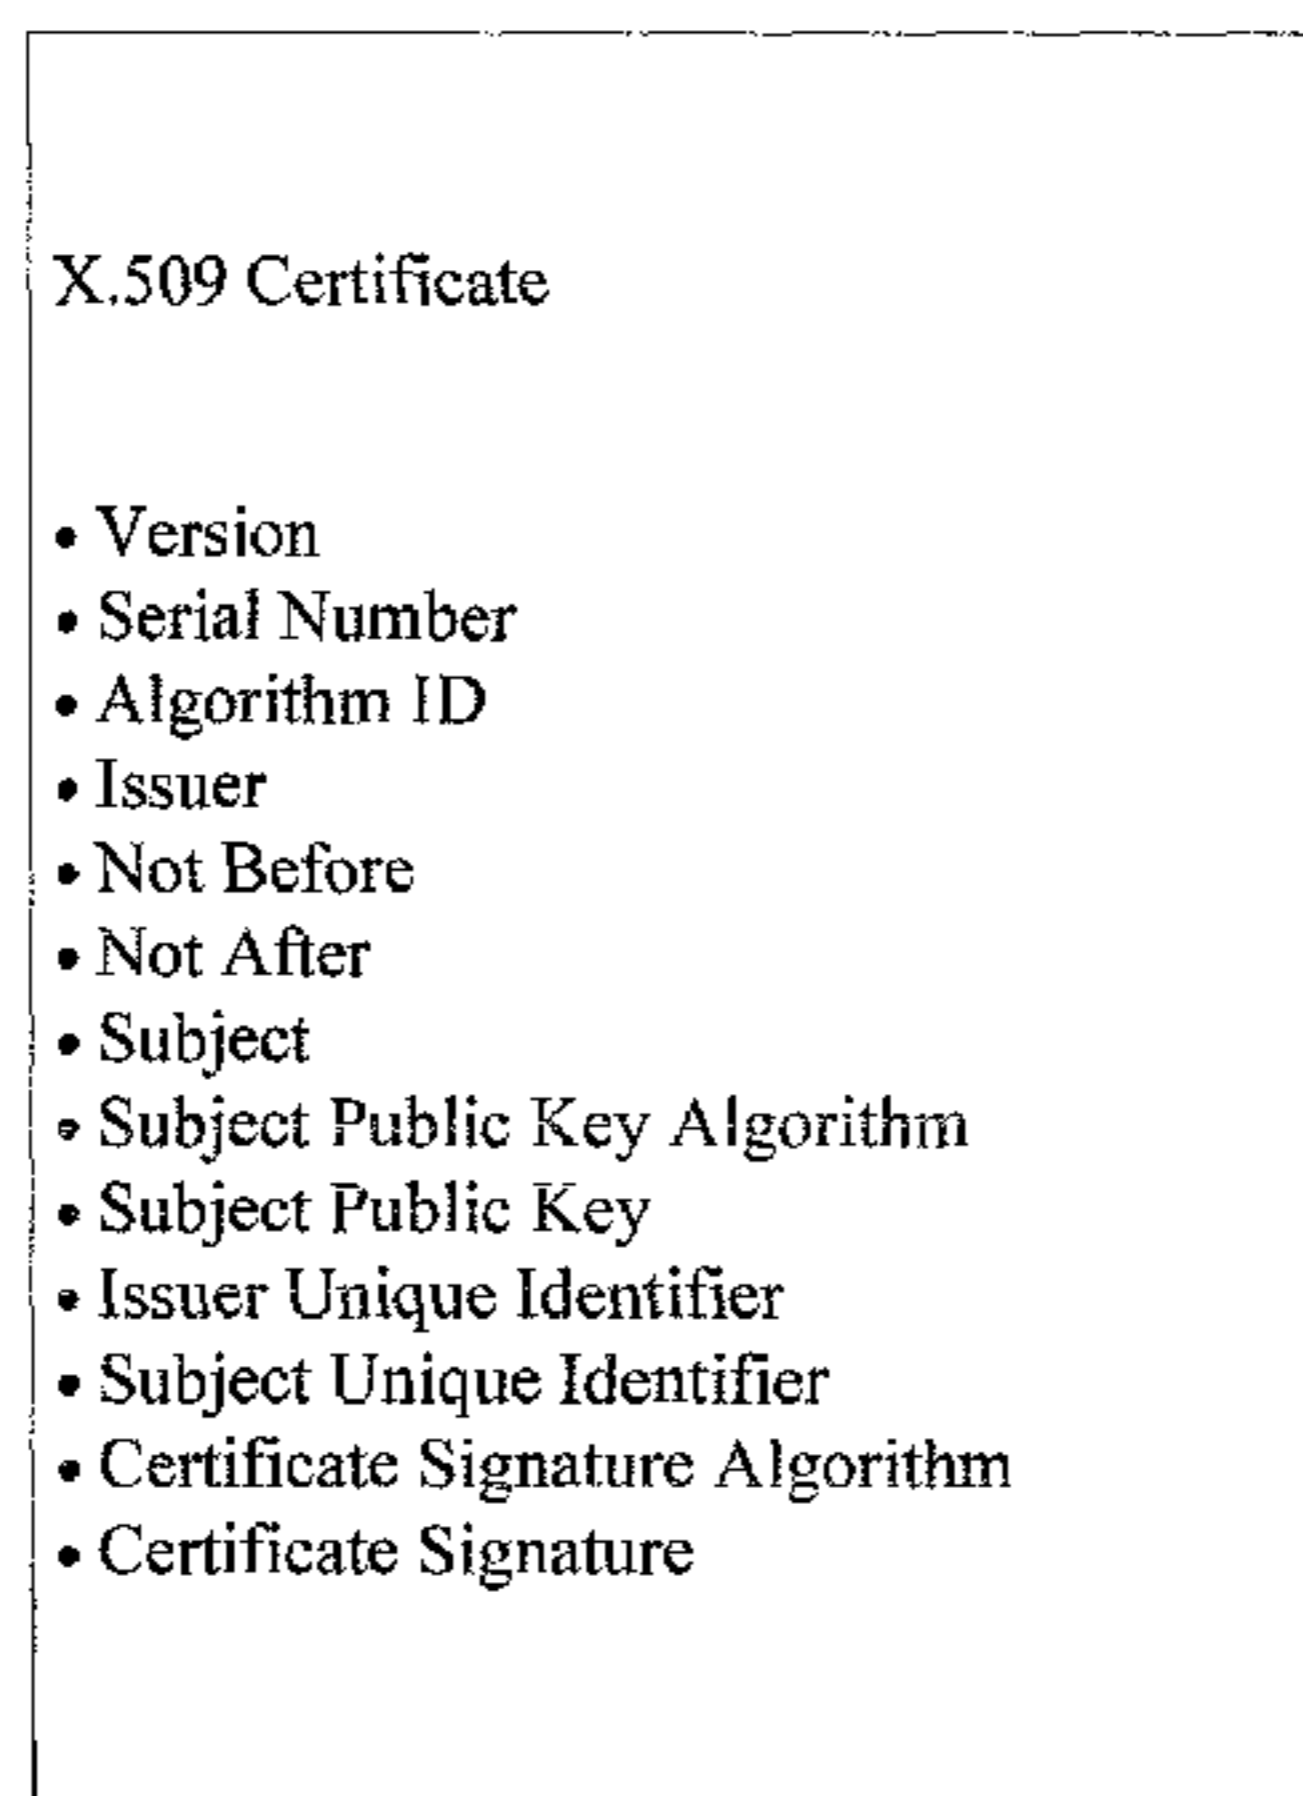 X.509 Certificate
• Version
• Serial Number
• Algorithm ID
• Issuer
• Not Before
• Not After
• Subject
• Subject Public Key Algorithm
• Subject Public Key
• Issuer Unique Identifier
• Subject Unique Identifier
• Certificate Signature Algorithm
• Certificate Signature